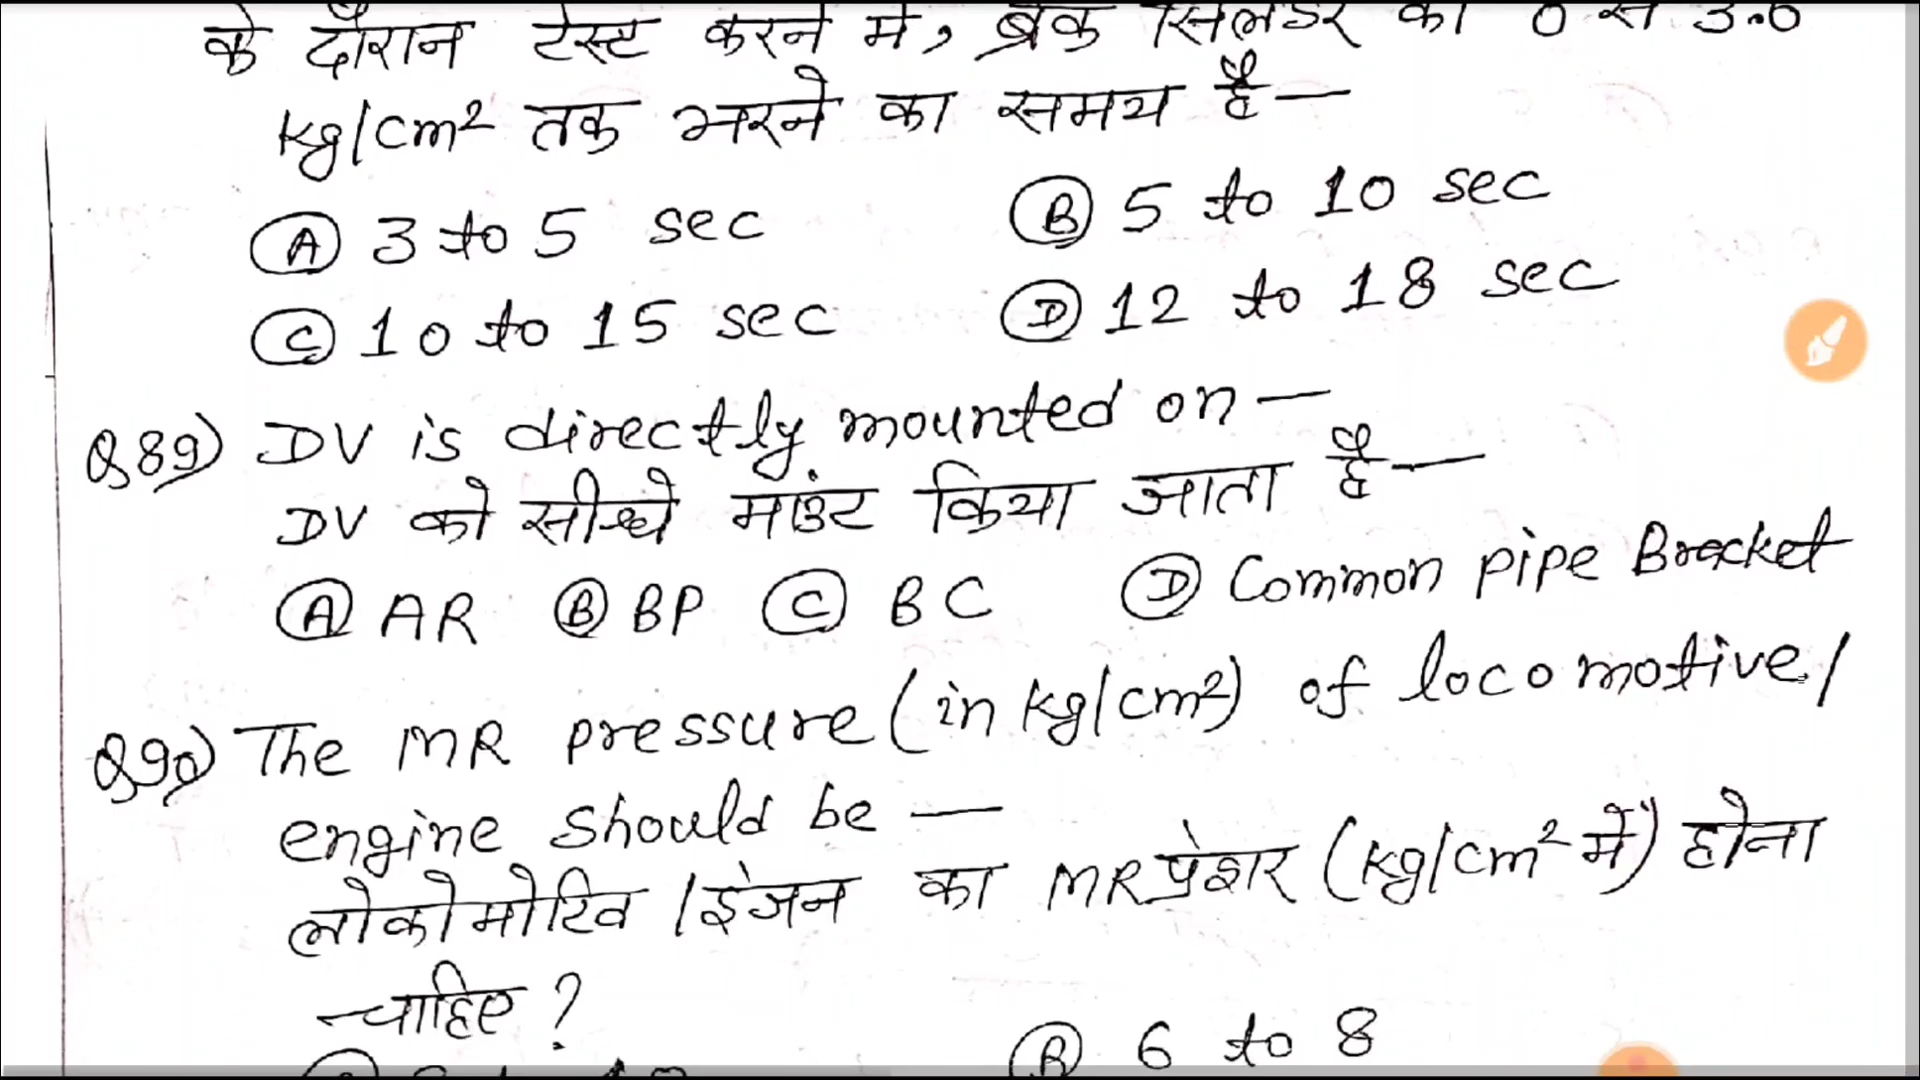 के दौरान टेस्ट करने में, ब्रेक सिलेंडर को 0 से 3.0
kg/cm² तक भरने का समय है—
(A) 3 to 5 sec (B) 5 to 10 sec
(C) 10 to 15 sec (D) 12 to 18 sec
Q89) DV is directly mounted on —
DV को सीधे माउंट किया जाता है—
(A) AR (B) BP (C) BC (D) Common pipe Bracket
Q90) The MR pressure (in kg/cm²) of locomotive/
engine should be —
लोकोमोटिव / इंजन का MR प्रेशर (kg/cm² में) होना
चाहिए ?
(B) 6 to 8